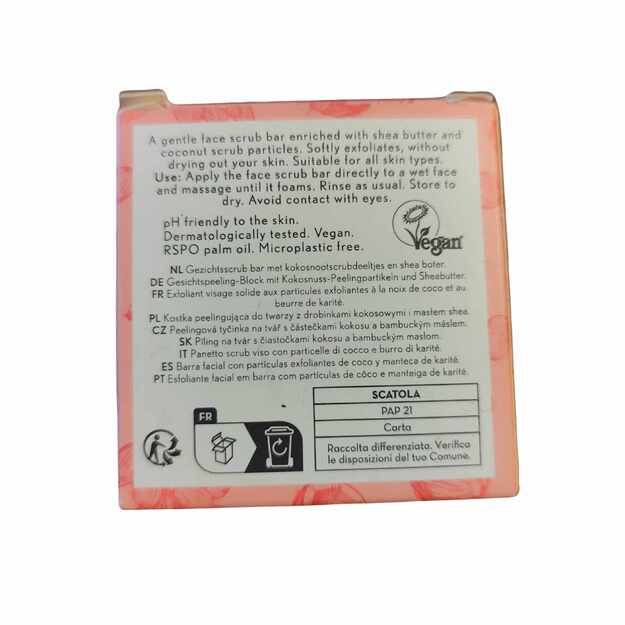 A gentle face scrub bar enriched with shea butter and
coconut scrub particles. Softly exfoliates, without
drying out your skin. Suitable for all skin types.
Use: Apply the face scrub bar directly to a wet face
and massage until it foams. Rinse as usual. Store to
dry. Avoid contact with eyes.
pH friendly to the skin.
Dermatologically tested. Vegan.
RSPO palm oil. Microplastic free.
Vegan
NL Gezichtsscrub bar met kokosnootscrubdeeltjes en shea boter.
DE Gesichtspeeling-Block mit Kokosnuss-Peelingpartikeln und Sheabutter.
FR Exfoliant visage solide aux particules exfoliantes à la noix de coco et au
beurre de karité.
PL Kostka peelingująca do twarzy z drobinkami kokosowymi i masłem shea.
CZ Peelingová tyčinka na tvář s částečkami kokosu a bambuckým máslem.
SK Píling na tvár s čiastočkami kokosu a bambuckým maslom.
IT Panetto scrub viso con particelle di cocco e burro di karité.
ES Barra facial con partículas exfoliantes de coco y manteca de karité.
PT Esfoliante facial em barra com partículas de côco e manteiga de karité.
FR
SCATOLA
PAP 21
Carta
Raccolta differenziata. Verifica
le disposizioni del tuo Comune.